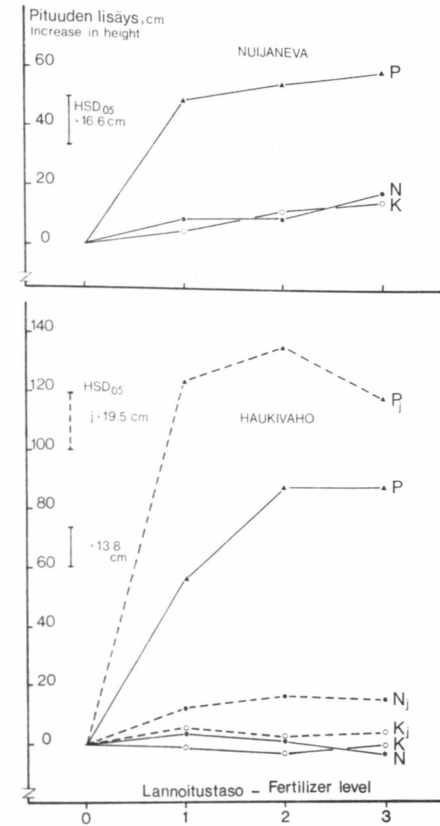 Pituuden lisäys, cm
Increase in height
NUIJANEVA
60
P
HSD05
=16.6 cm
40
20
N
K
0
140
120
HSD05
j=19.5 cm
Pj
HAUKIVAHO
100
P
80
=13.8
cm
60
40
20
Nj
Kj
K
0
N
Lannoitustaso – Fertilizer level
0 1 2 3